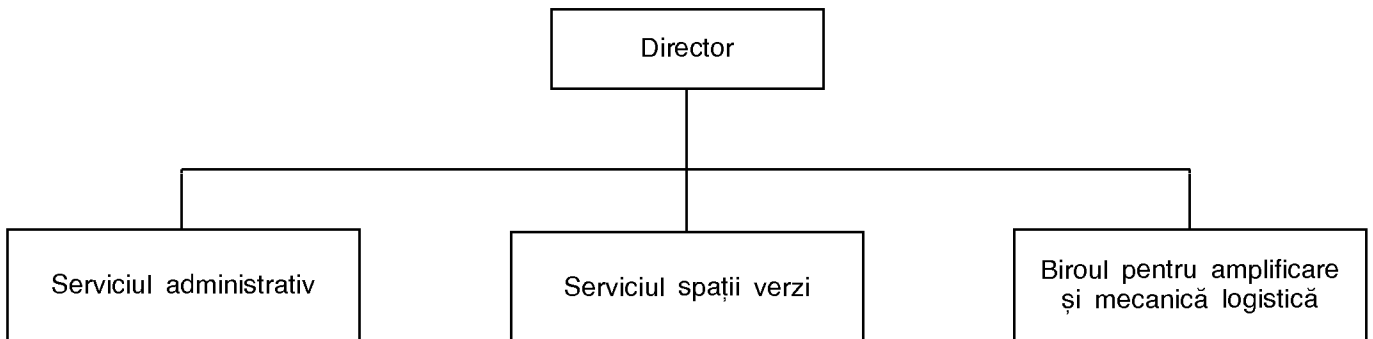 Director
Serviciul administrativ
Serviciul spații verzi
Biroul pentru amplificare
și mecanică logistică